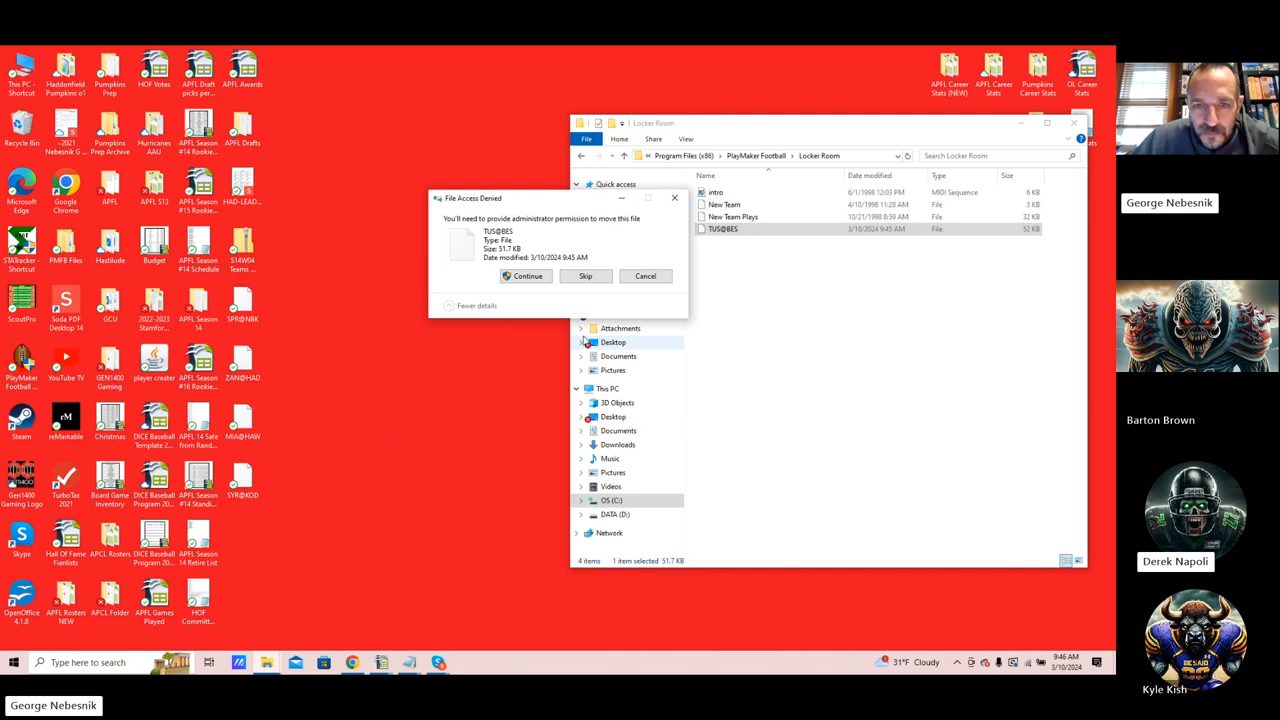 This PC - Shortcut
Haddonfield Pumpkins o1
Pumpkins Prep
HOF Votes
APFL Draft picks per...
APFL Awards
Recycle Bin
~2021 Nebesnik G...
Pumpkins Prep Archive
Hurricanes AAU
APFL Season #14 Rookie...
APFL Drafts
Microsoft Edge
Google Chrome
APFL
APFL S13
APFL Season #15 Rookie...
HAD-LEAD...
STATracker - Shortcut
PMFB Files
Hastilude
Budget
APFL Season #14 Schedule
S14W04 Teams ...
ScoutPro
Soda PDF Desktop 14
GCU
2022-2023 Stamfor...
APFL Season 14
SPR@NBK
PlayMaker Football ...
YouTube TV
GEN1400 Gaming
player creater
APFL Season #16 Rookie...
ZAN@HAD
Steam
reMarkable
Christmas
DICE Baseball Template 2...
APFL 14 Safe from Rand...
MIA@HAW
Gen1400 Gaming Logo
TurboTax 2021
Board Game Inventory
DICE Baseball Program 20...
APFL Season #14 Standi...
SYR@KOD
Skype
Hall Of Fame Finalists
APCL Rosters
DICE Baseball Program 20...
APFL Season 14 Retire List
OpenOffice 4.1.8
APFL Rosters NEW
APCL Folder
APFL Games Played
HOF Committ...
APFL Career Stats (NEW)
APFL Career Stats
Pumpkins Career Stats
OL Career Stats
Locker Room
File
Home
Share
View
« Program Files (x86) > PlayMaker Football > Locker Room
Search Locker Room
Name Date modified Type Size
intro 6/1/1998 12:03 PM MIDI Sequence 6 KB
New Team 4/10/1998 11:28 AM File 3 KB
New Team Plays 10/21/1998 8:59 AM File 32 KB
TUS@BES 3/10/2024 9:45 AM File 52 KB
Quick access
Attachments
Desktop
Documents
Pictures
This PC
3D Objects
Desktop
Documents
Downloads
Music
Pictures
Videos
OS (C:)
DATA (D:)
Network
4 items 1 item selected 51.7 KB
File Access Denied
You'll need to provide administrator permission to move this file
TUS@BES
Type: File
Size: 51.7 KB
Date modified: 3/10/2024 9:45 AM
Continue
Skip
Cancel
Fewer details
Type here to search
31°F Cloudy
9:46 AM
3/10/2024
George Nebesnik
Barton Brown
Derek Napoli
BESAID
Kyle Kish
George Nebesnik